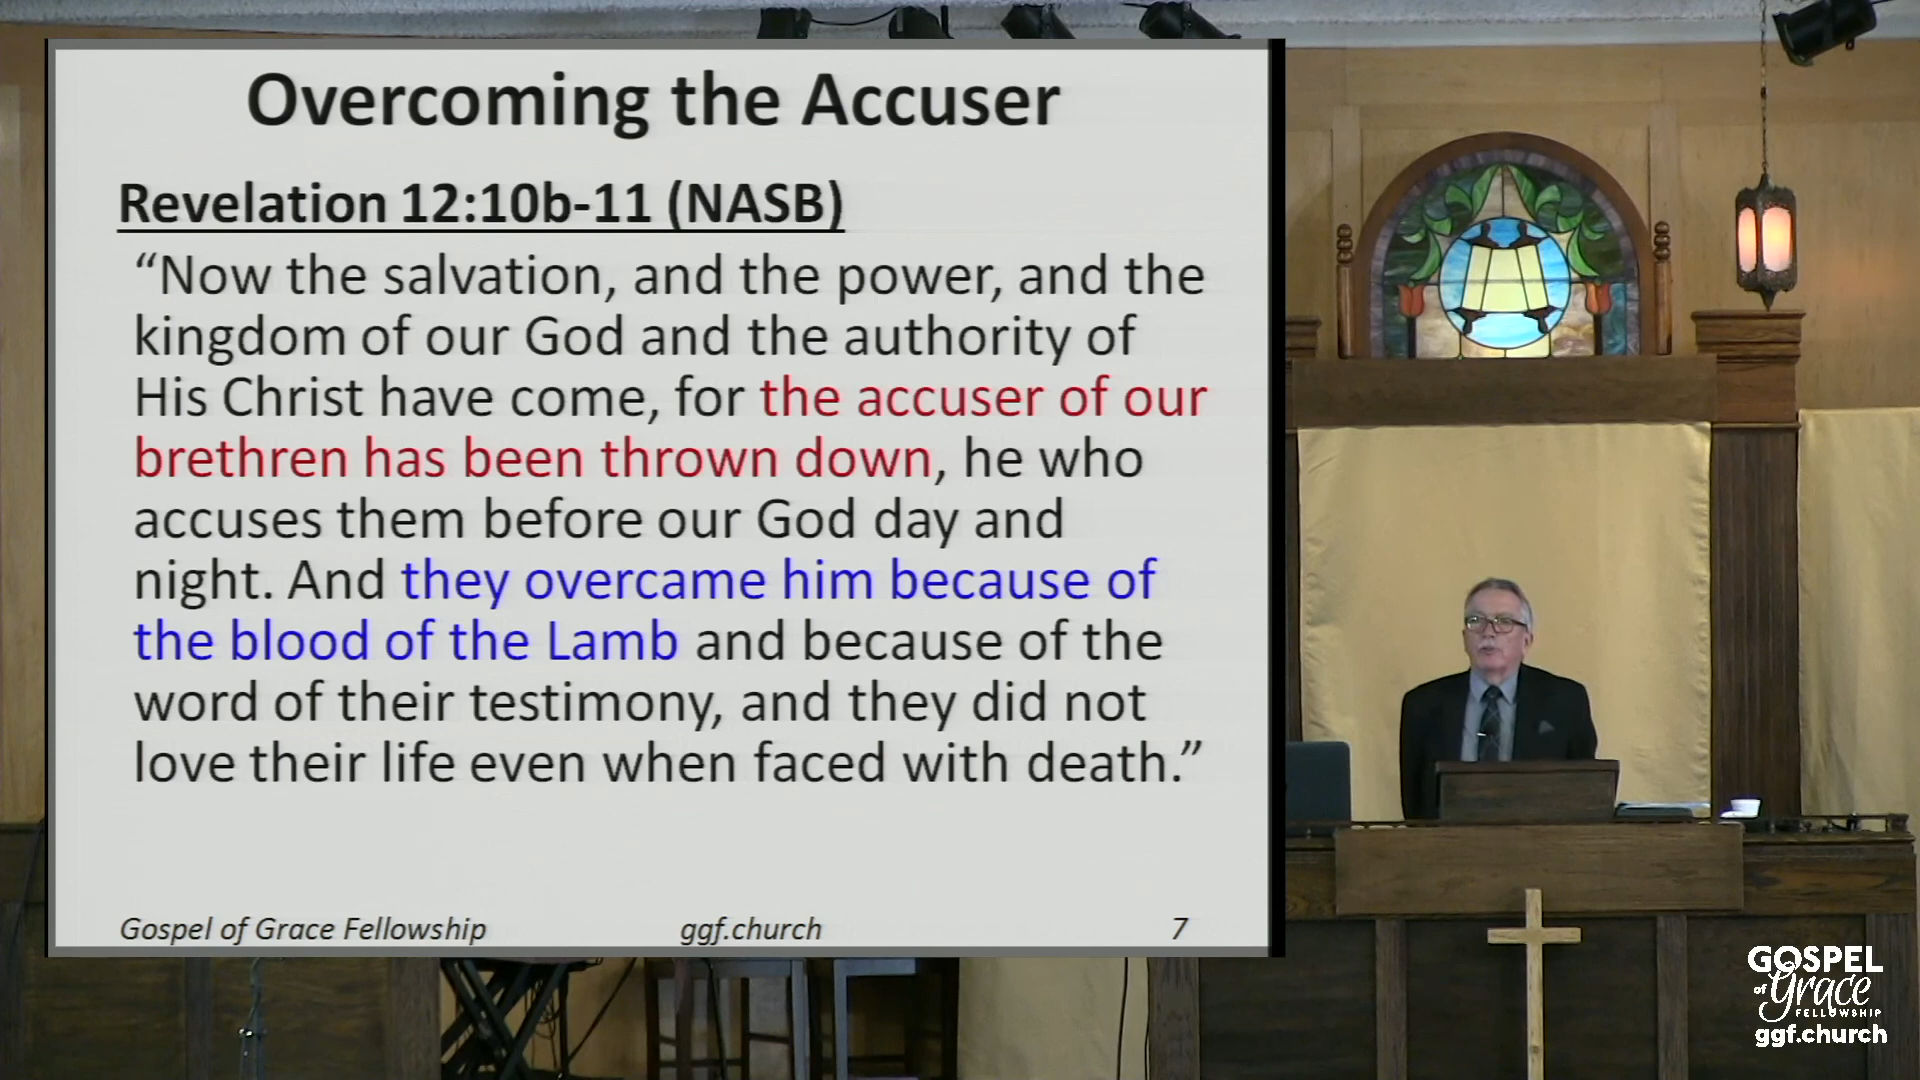 Overcoming the Accuser
Revelation 12:10b-11 (NASB)
“Now the salvation, and the power, and the
kingdom of our God and the authority of
His Christ have come, for the accuser of our
brethren has been thrown down, he who
accuses them before our God day and
night. And they overcame him because of
the blood of the Lamb and because of the
word of their testimony, and they did not
love their life even when faced with death.”
Gospel of Grace Fellowship ggf.church 7
GOSPEL
of Grace
FELLOWSHIP
ggf.church